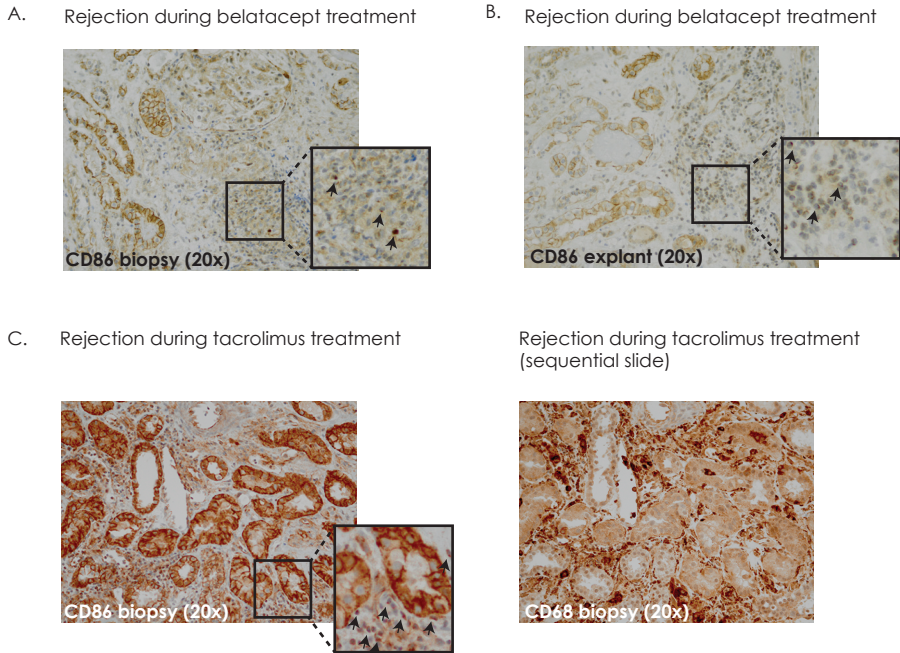 A. Rejection during belatacept treatment
CD86 biopsy (20x)
B. Rejection during belatacept treatment
CD86 explant (20x)
C. Rejection during tacrolimus treatment
CD86 biopsy (20x)
Rejection during tacrolimus treatment
(sequential slide)
CD68 biopsy (20x)